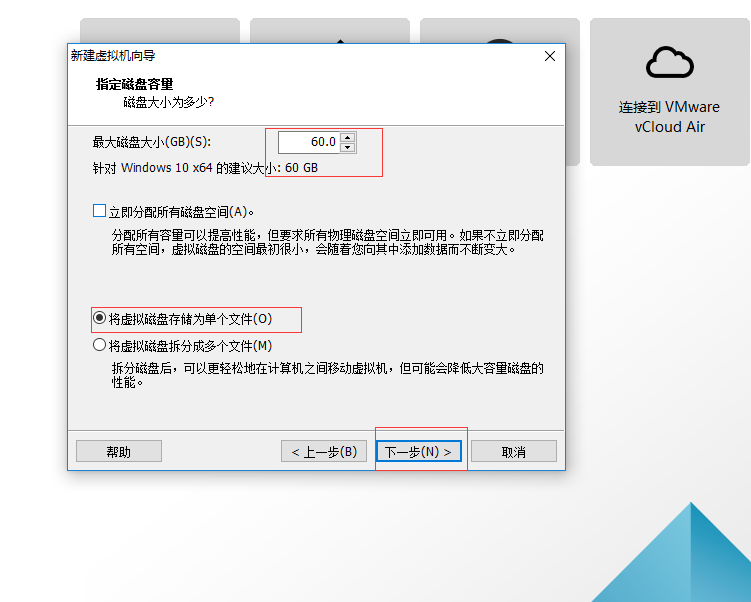 新建虚拟机向导
指定磁盘容量
磁盘大小为多少?
最大磁盘大小(GB)(S):
60.0
针对 Windows 10 x64 的建议大小: 60 GB
立即分配所有磁盘空间(A)。
分配所有容量可以提高性能，但要求所有物理磁盘空间立即可用。如果不立即分配
所有空间，虚拟磁盘的空间最初很小，会随着您向其中添加数据而不断变大。
将虚拟磁盘存储为单个文件(O)
将虚拟磁盘拆分成多个文件(M)
拆分磁盘后，可以更轻松地在计算机之间移动虚拟机，但可能会降低大容量磁盘的
性能。
帮助
< 上一步(B)
下一步(N) >
取消
连接到 VMware
vCloud Air